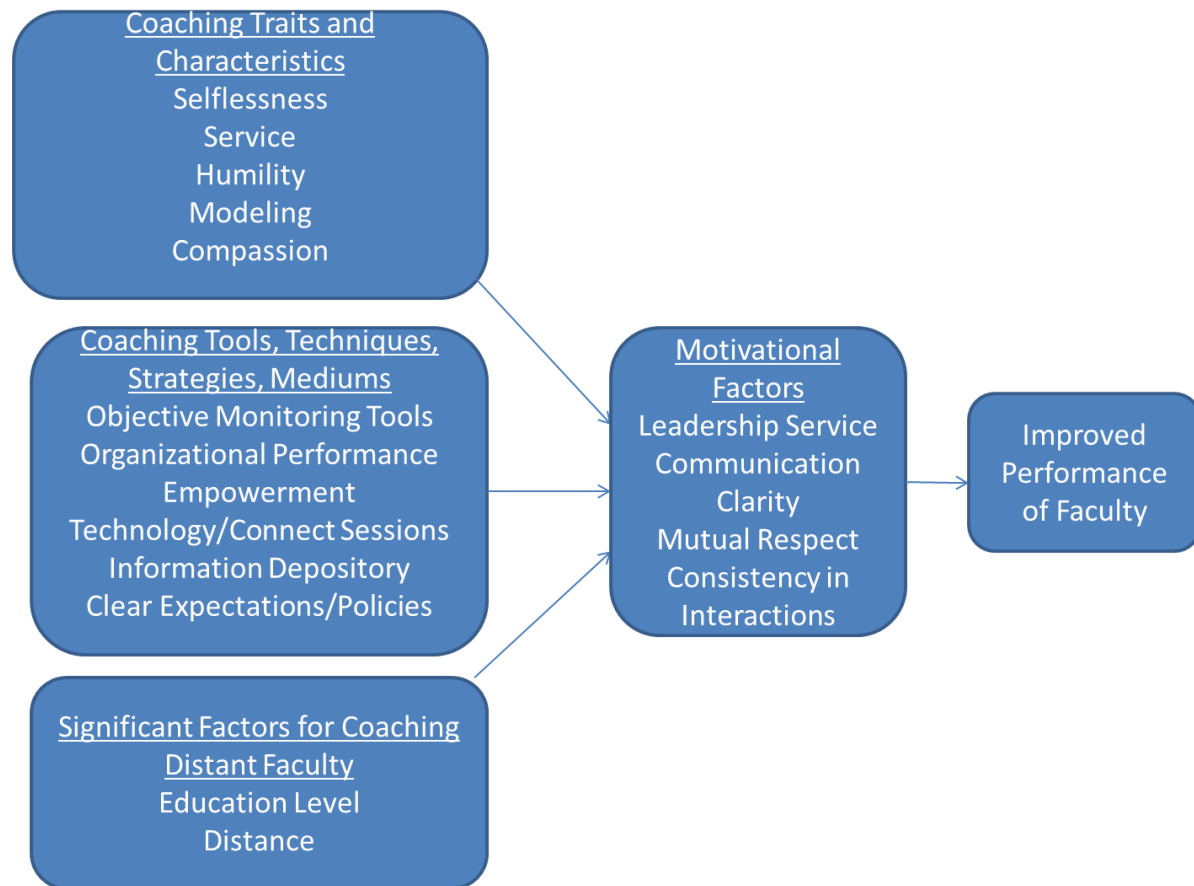 Coaching Traits and
Characteristics
Selflessness
Service
Humility
Modeling
Compassion
Coaching Tools, Techniques,
Strategies, Mediums
Objective Monitoring Tools
Organizational Performance
Empowerment
Technology/Connect Sessions
Information Depository
Clear Expectations/Policies
Significant Factors for Coaching
Distant Faculty
Education Level
Distance
Motivational
Factors
Leadership Service
Communication
Clarity
Mutual Respect
Consistency in
Interactions
Improved
Performance
of Faculty